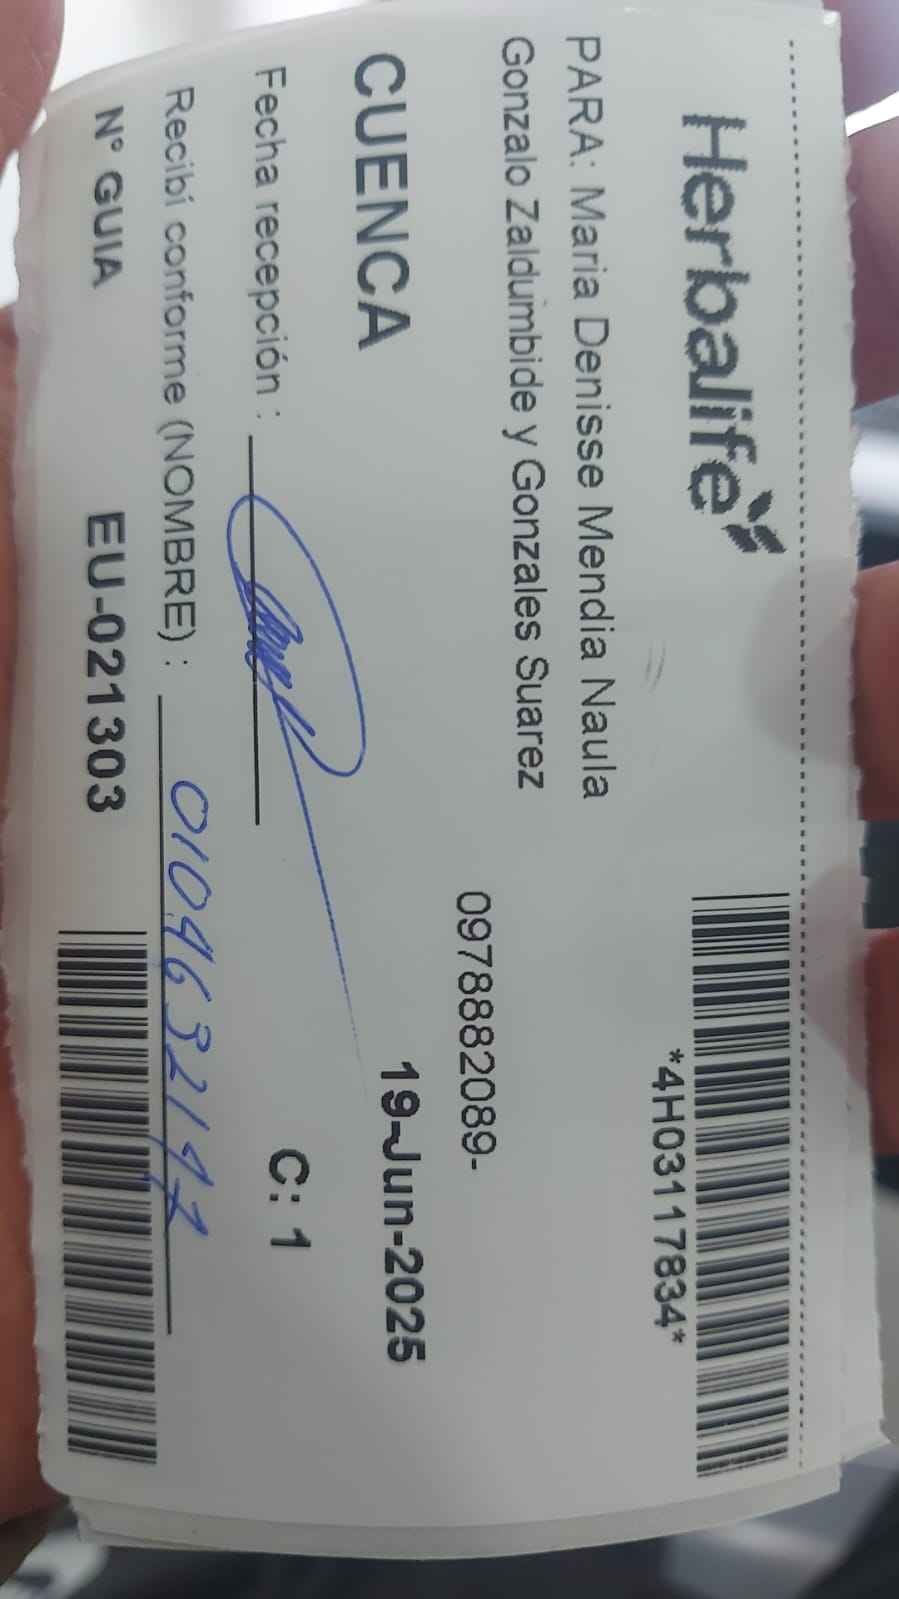 Herbalife
*4H03117834*
PARA: Maria Denisse Mendia Naula
Gonzalo Zaldumbide y Gonzales Suarez
0978882089-
CUENCA
19-Jun-2025
Fecha recepción :
C: 1
Recibí conforme (NOMBRE) : 0104632147
N° GUIA EU-021303